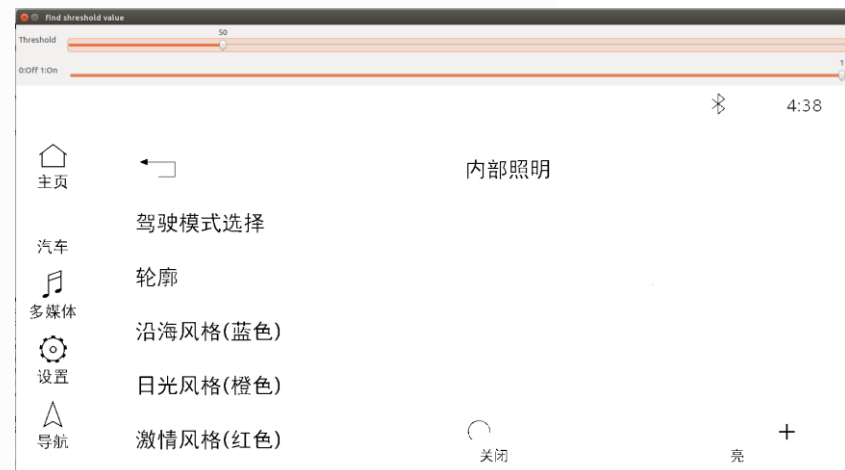 find shreshold value
Threshold
50
0:Off 1:On
1
4:38
主页
内部照明
驾驶模式选择
汽车
轮廓
多媒体
沿海风格(蓝色)
设置
日光风格(橙色)
导航
激情风格(红色)
关闭
亮